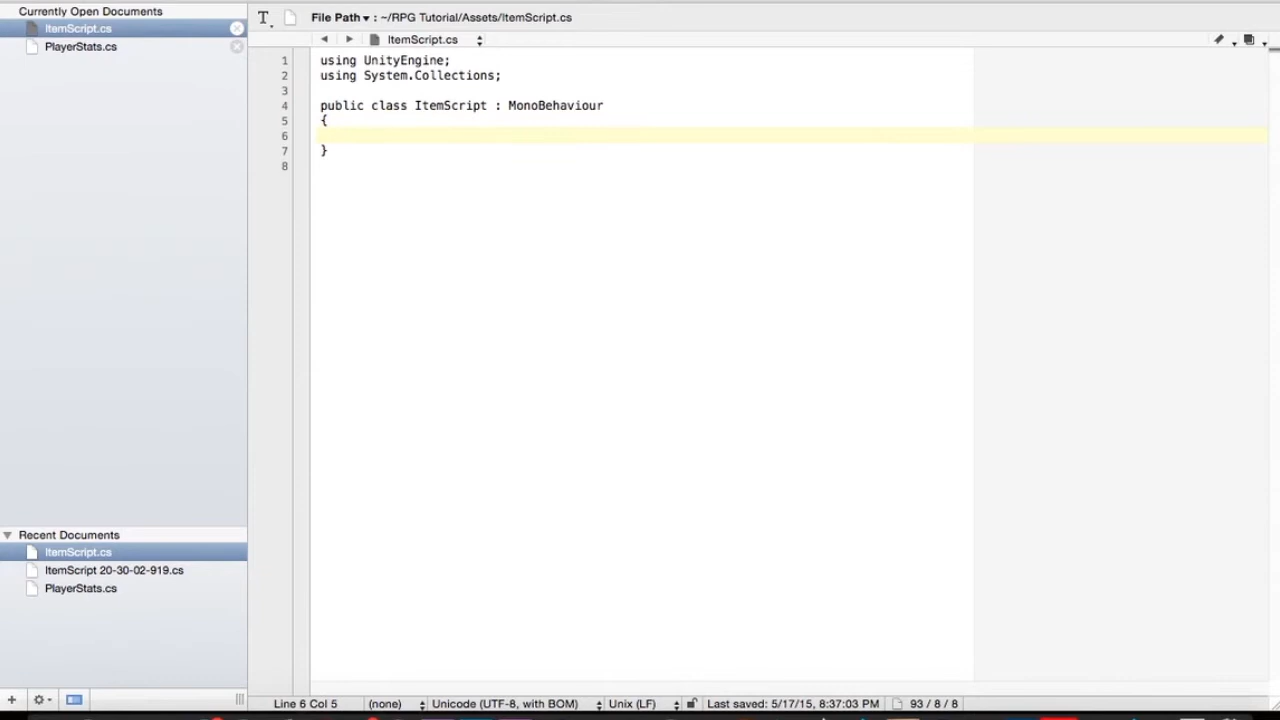 Currently Open Documents
ItemScript.cs
PlayerStats.cs
Recent Documents
ItemScript.cs
ItemScript 20-30-02-919.cs
PlayerStats.cs
T. File Path : ~/RPG Tutorial/Assets/ItemScript.cs
ItemScript.cs
1 using UnityEngine;
2 using System.Collections;
3
4 public class ItemScript : MonoBehaviour
5 {
6
7 }
8
Line 6 Col 5 (none) Unicode (UTF-8, with BOM) Unix (LF) Last saved: 5/17/15, 8:37:03 PM 93 / 8 / 8